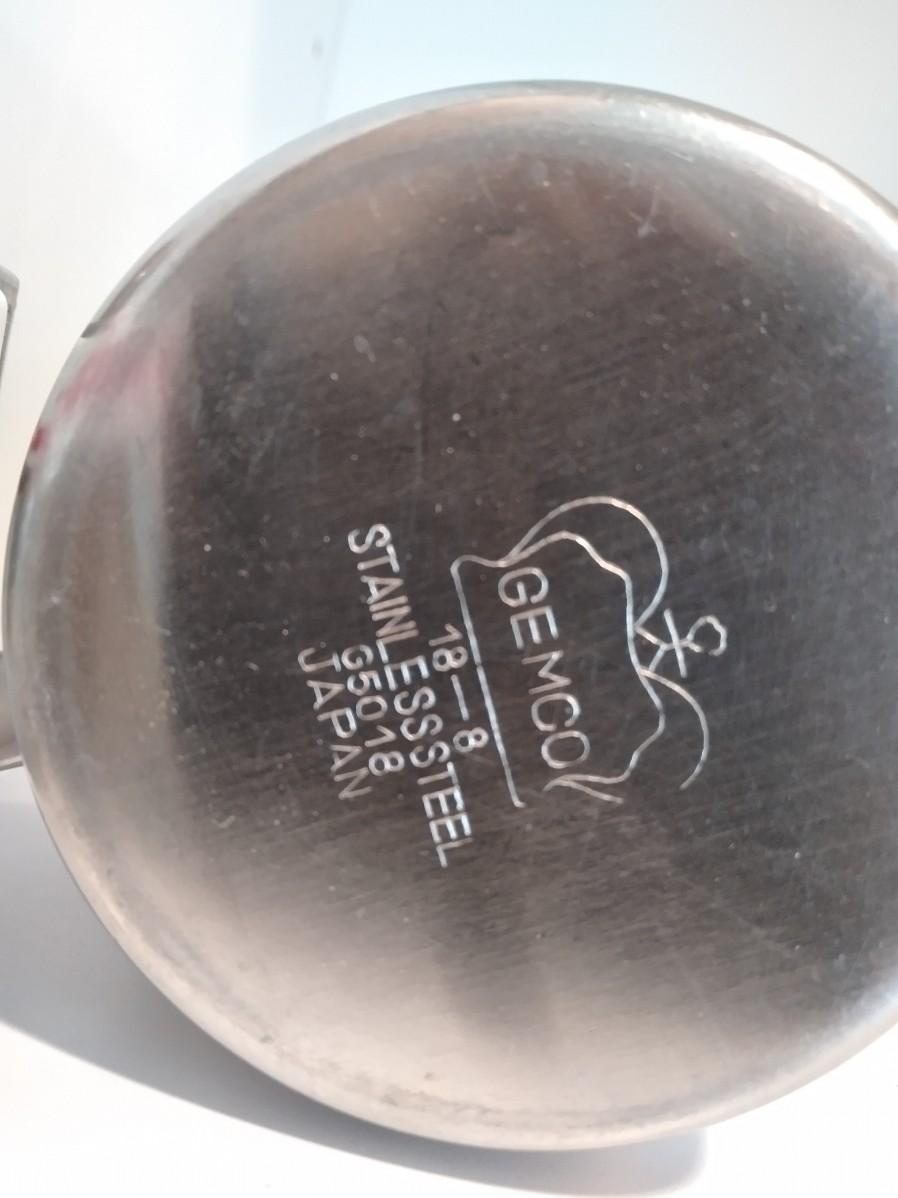 GEMCO
18-8
STAINLESS STEEL
G5018
JAPAN